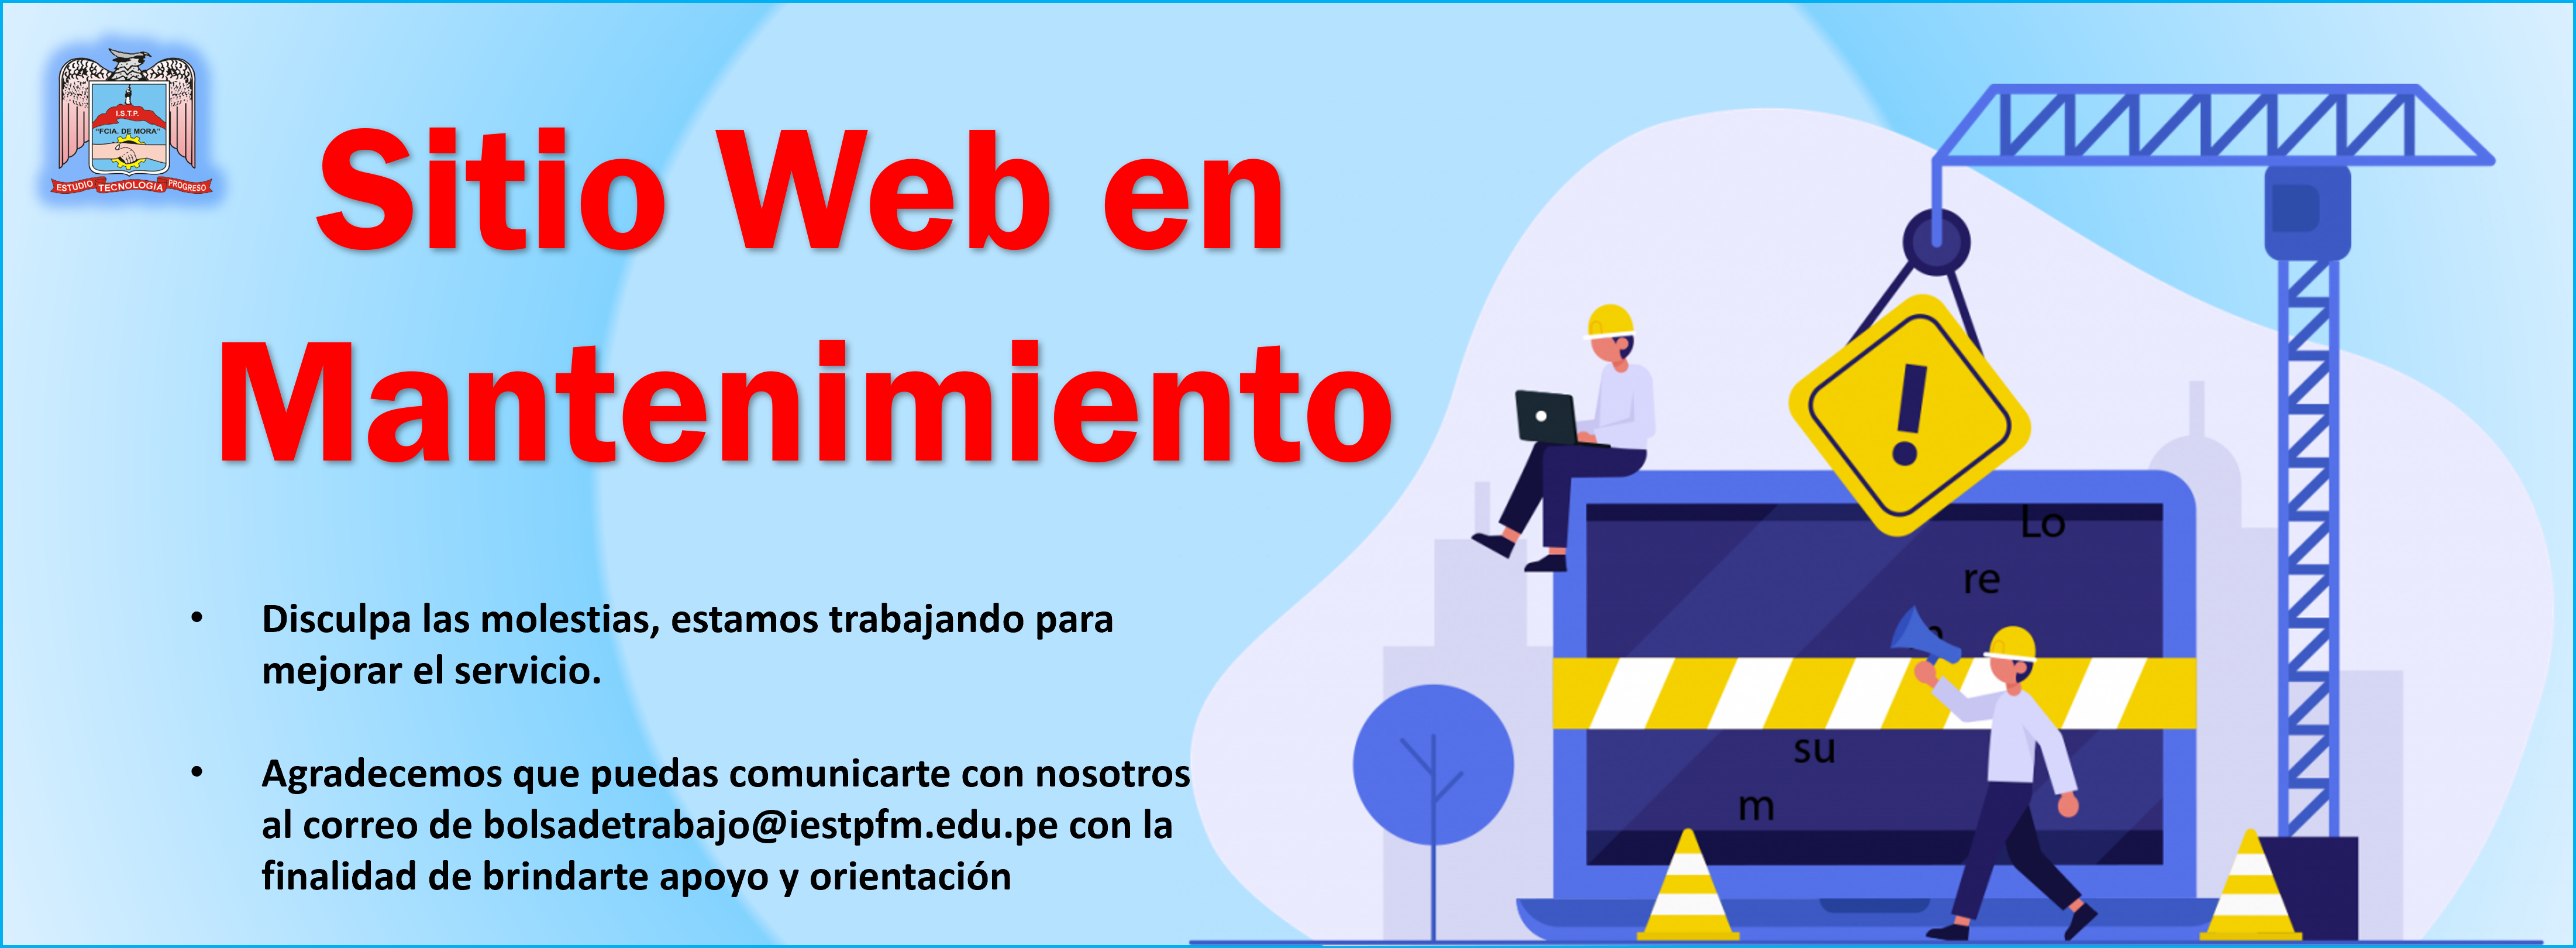 I.S.T.P.
"FCIA. DE MORA"
ESTUDIO TECNOLOGIA PROGRESO
Sitio Web en
Mantenimiento
• Disculpa las molestias, estamos trabajando para
mejorar el servicio.
• Agradecemos que puedas comunicarte con nosotros
al correo de bolsadetrabajo@iestpfm.edu.pe con la
finalidad de brindarte apoyo y orientación
!
Lo
re
su
m